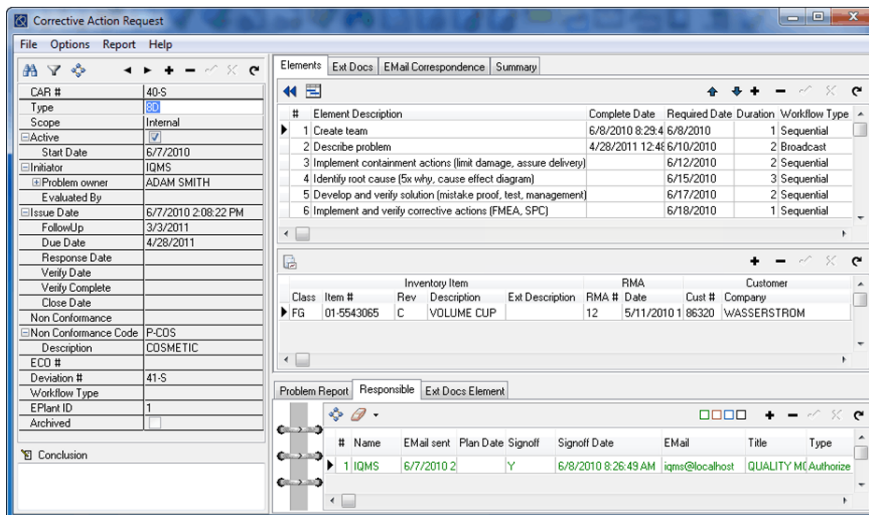 Corrective Action Request
File Options Report Help
CAR # 40-S
Type 8D
Scope Internal
Active
Start Date 6/7/2010
Initiator IQMS
Problem owner ADAM SMITH
Evaluated By
Issue Date 6/7/2010 2:08:22 PM
FollowUp 3/3/2011
Due Date 4/28/2011
Response Date
Verify Date
Verify Complete
Close Date
Non Conformance
Non Conformance Code P-COS
Description COSMETIC
ECO #
Deviation # 41-S
Workflow Type
EPlant ID 1
Archived
Conclusion
Elements Ext Docs EMail Correspondence Summary
# Element Description Complete Date Required Date Duration Workflow Type
1 Create team 6/8/2010 8:29:4 6/8/2010 1 Sequential
2 Describe problem 4/28/2011 12:48 6/10/2010 2 Broadcast
3 Implement containment actions (limit damage, assure delivery) 6/12/2010 2 Sequential
4 Identify root cause (5x why, cause effect diagram) 6/15/2010 3 Sequential
5 Develop and verify solution (mistake proof, test, management) 6/17/2010 2 Sequential
6 Implement and verify corrective actions (FMEA, SPC) 6/18/2010 1 Sequential
Inventory Item RMA Customer
Class Item # Rev Description Ext Description RMA # Date Cust # Company
FG 01-5543065 C VOLUME CUP 12 5/11/2010 1 86320 WASSERSTROM
Problem Report Responsible Ext Docs Element
# Name EMail sent Plan Date Signoff Signoff Date EMail Title Type
1 IQMS 6/7/2010 2 Y 6/8/2010 8:26:49 AM iqms@localhost QUALITY M Authorize